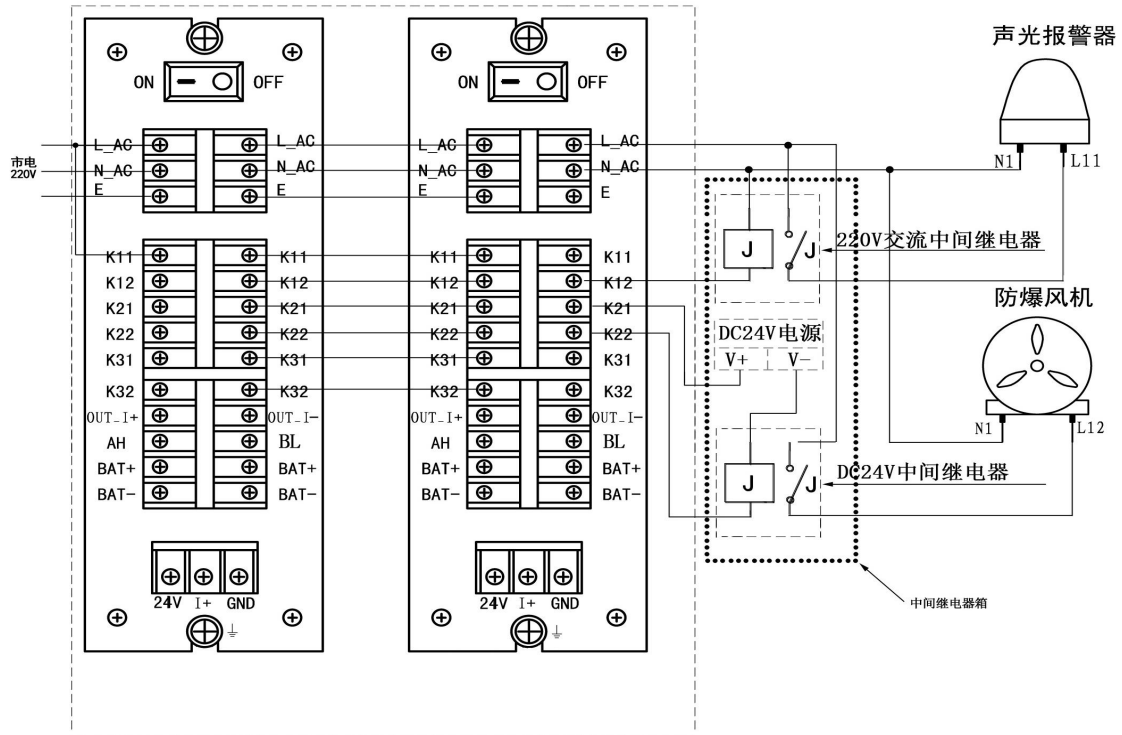 声光报警器
ON OFF
ON OFF
市电
220V
L_AC L_AC
N_AC N_AC
E E
L_AC L_AC
N_AC N_AC
E E
N1 L11
K11 K11
K12 K12
K21 K21
K22 K22
K31 K31
K32 K32
OUT_I+ OUT_I-
AH BL
BAT+ BAT+
BAT- BAT-
24V I+ GND
K11 K11
K12 K12
K21 K21
K22 K22
K31 K31
K32 K32
OUT_I+ OUT_I-
AH BL
BAT+ BAT+
BAT- BAT-
24V I+ GND
J J
220V交流中间继电器
DC24V电源
V+ V-
J J
DC24V中间继电器
防爆风机
N1 L12
中间继电器箱